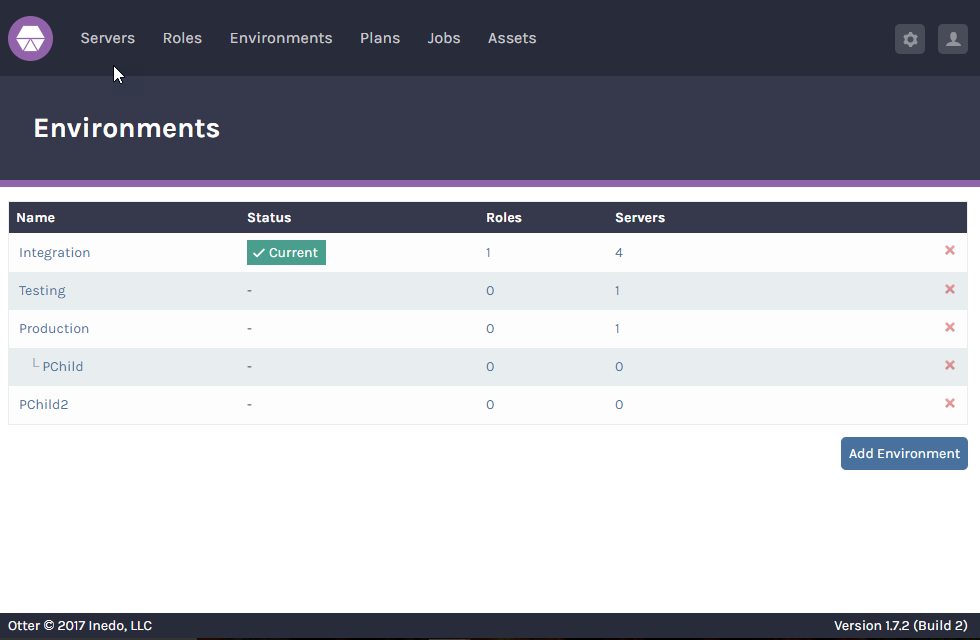 Servers Roles Environments Plans Jobs Assets
Environments
Name Status Roles Servers
Integration Current 1 4
Testing - 0 1
Production - 0 1
PChild - 0 0
PChild2 - 0 0
Add Environment
Otter © 2017 Inedo, LLC Version 1.7.2 (Build 2)